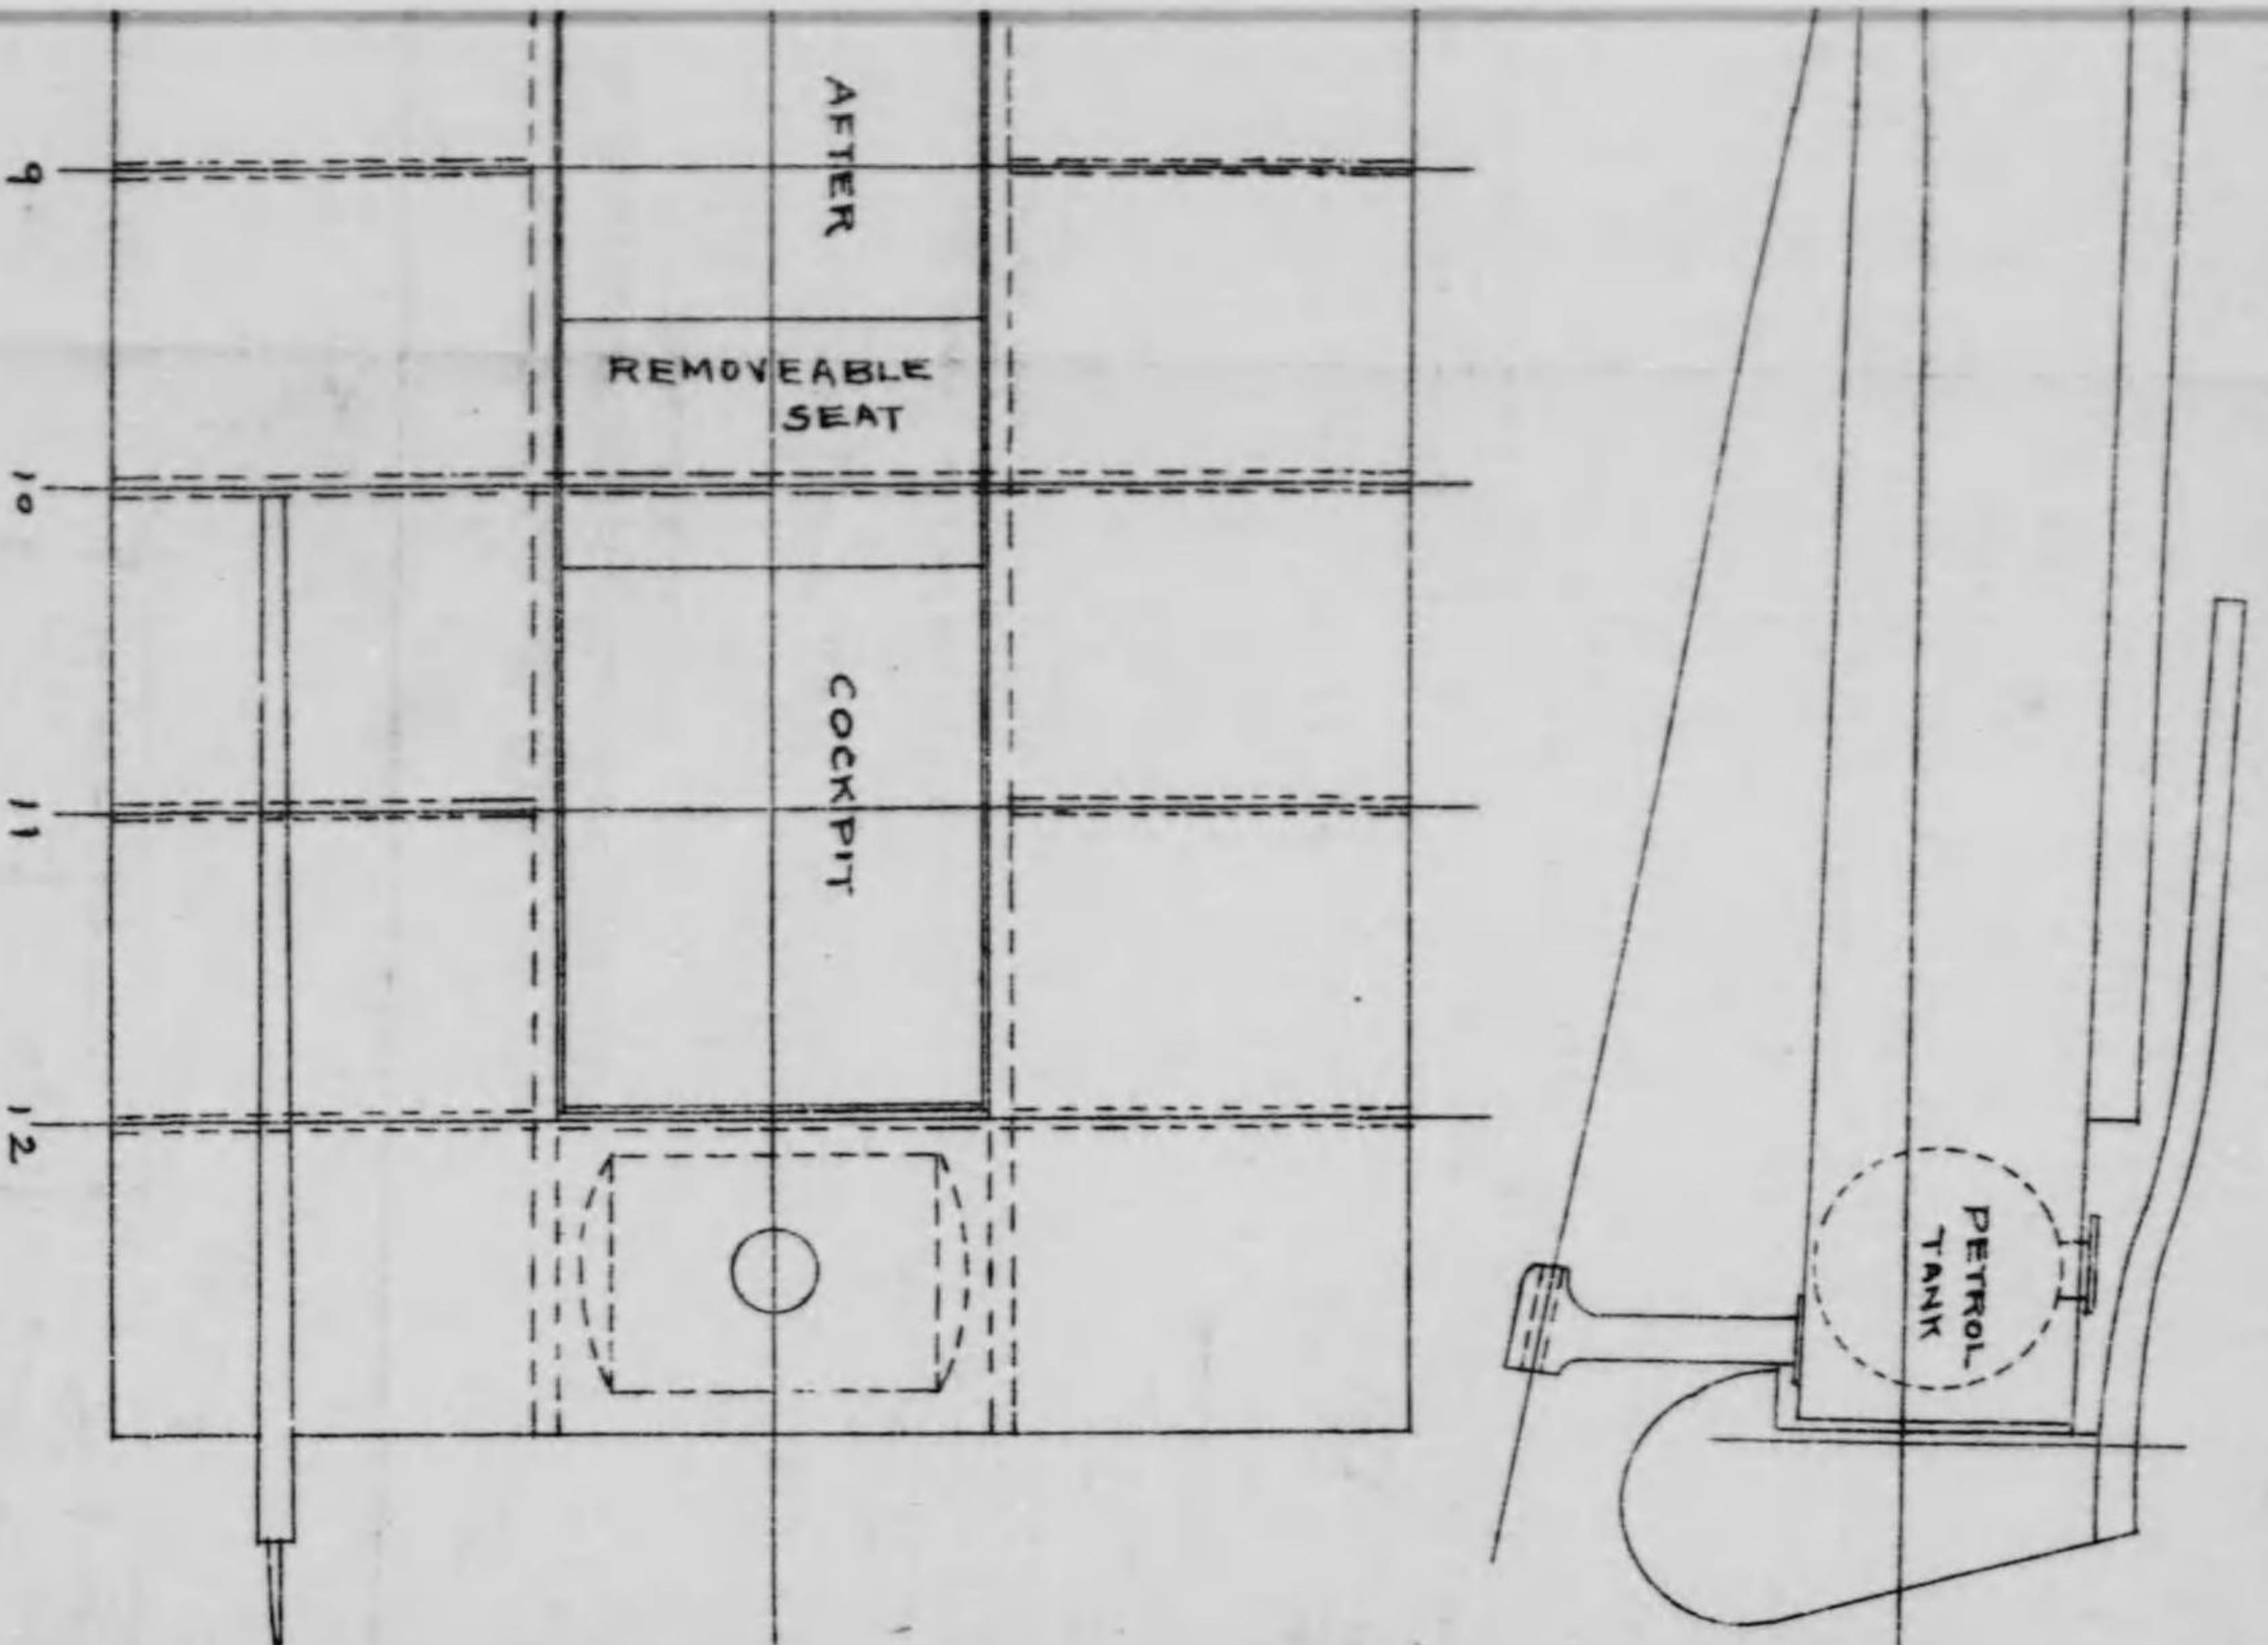 AFTER
REMOVEABLE
SEAT
COCKPIT
PETROL
TANK
9
10
11
12